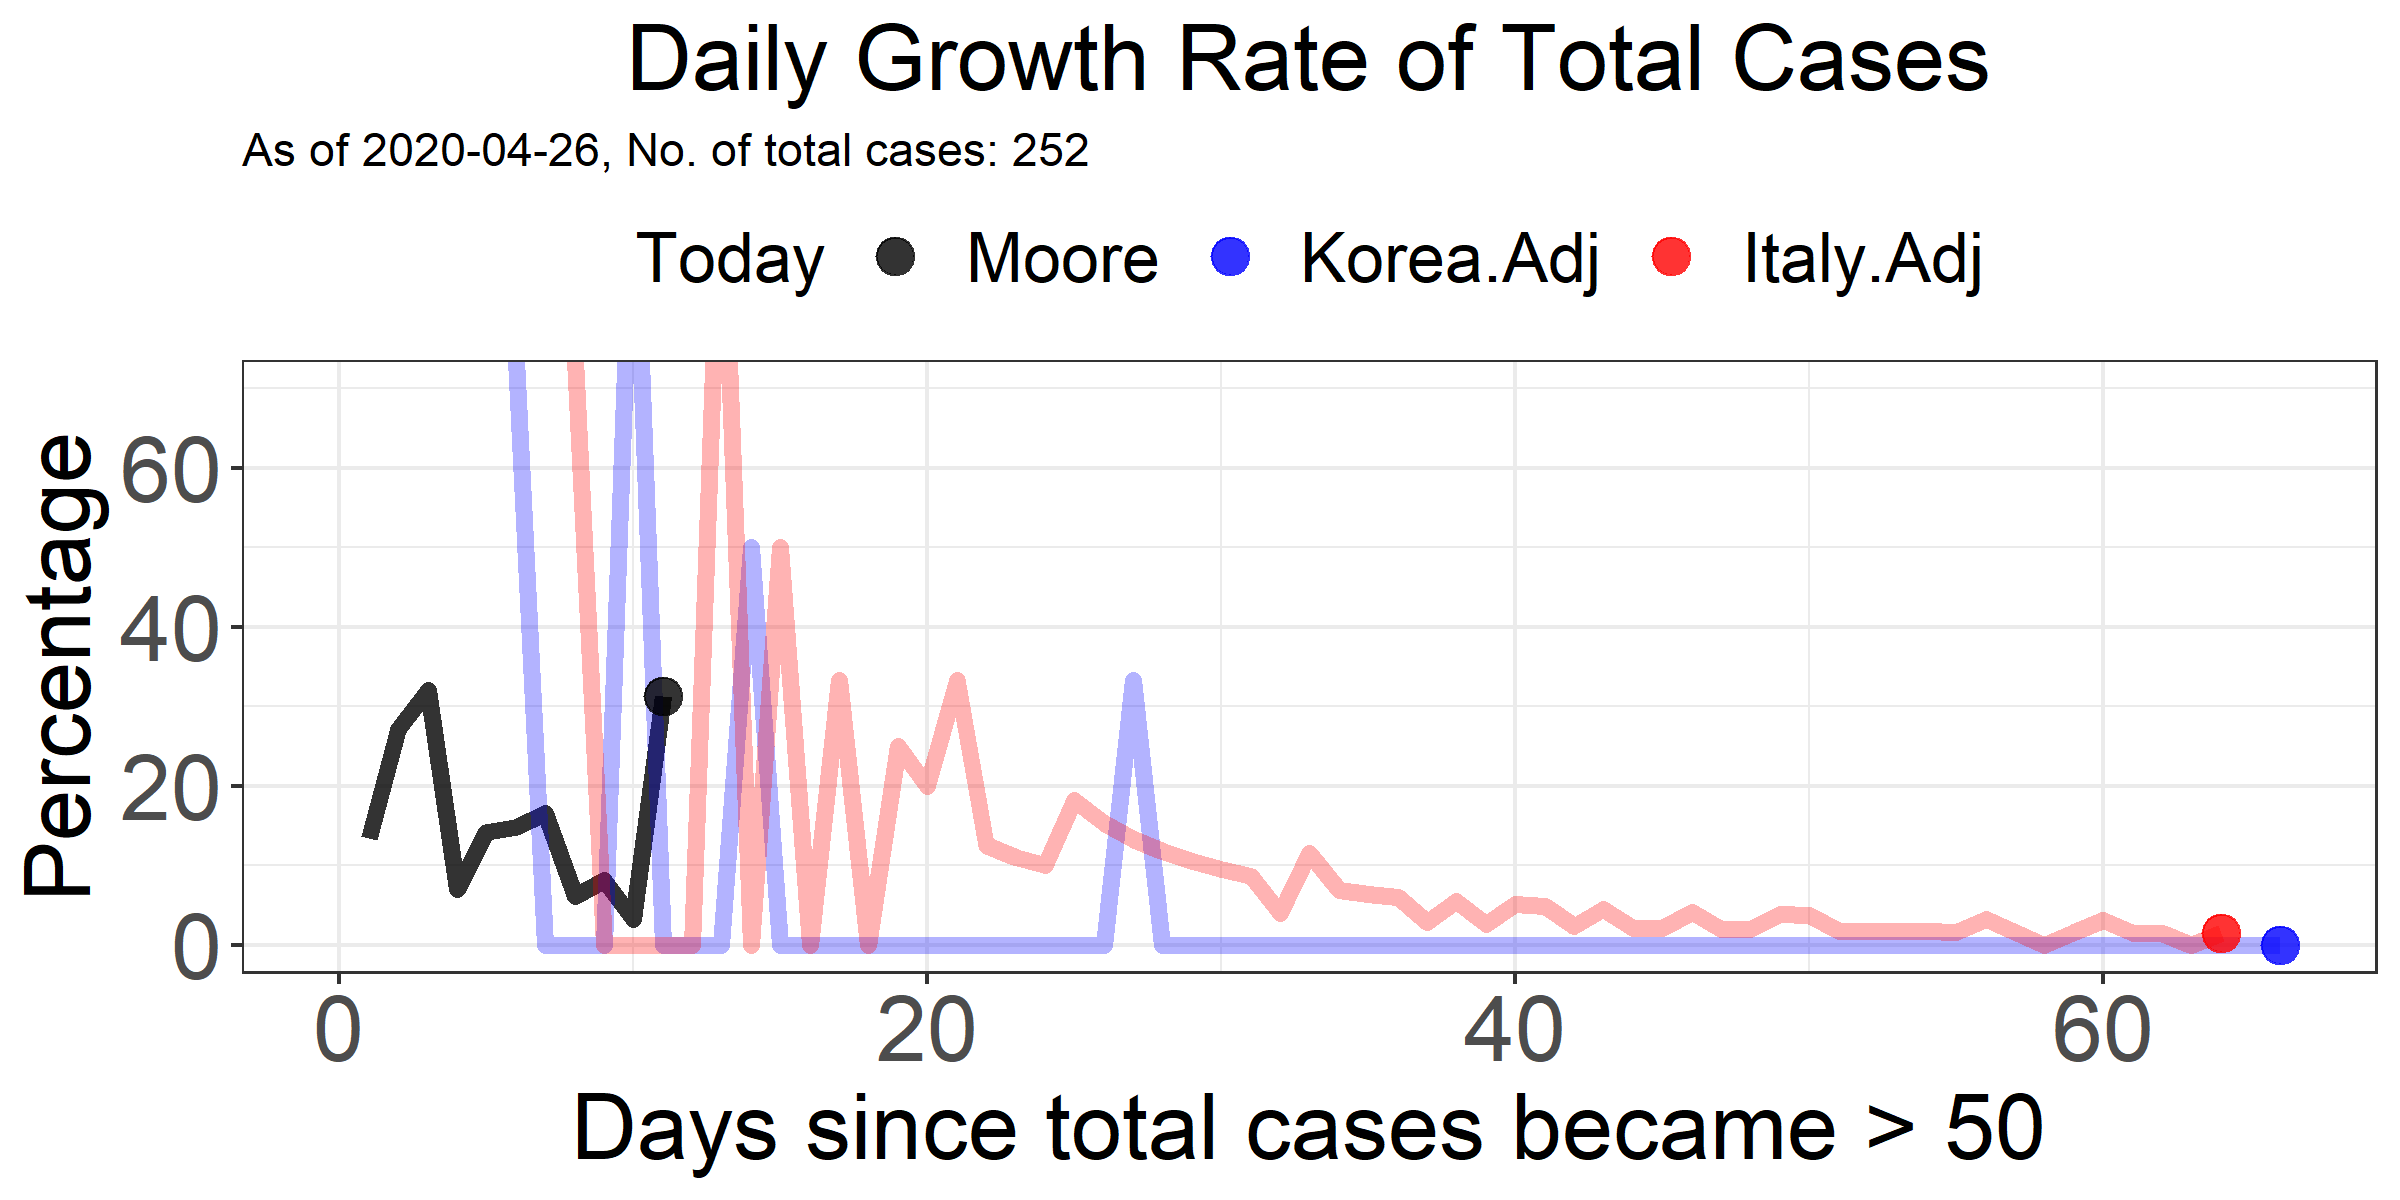 Daily Growth Rate of Total Cases
As of 2020-04-26, No. of total cases: 252
Today Moore Korea.Adj Italy.Adj
Percentage
60
40
20
0
0 20 40 60
Days since total cases became > 50